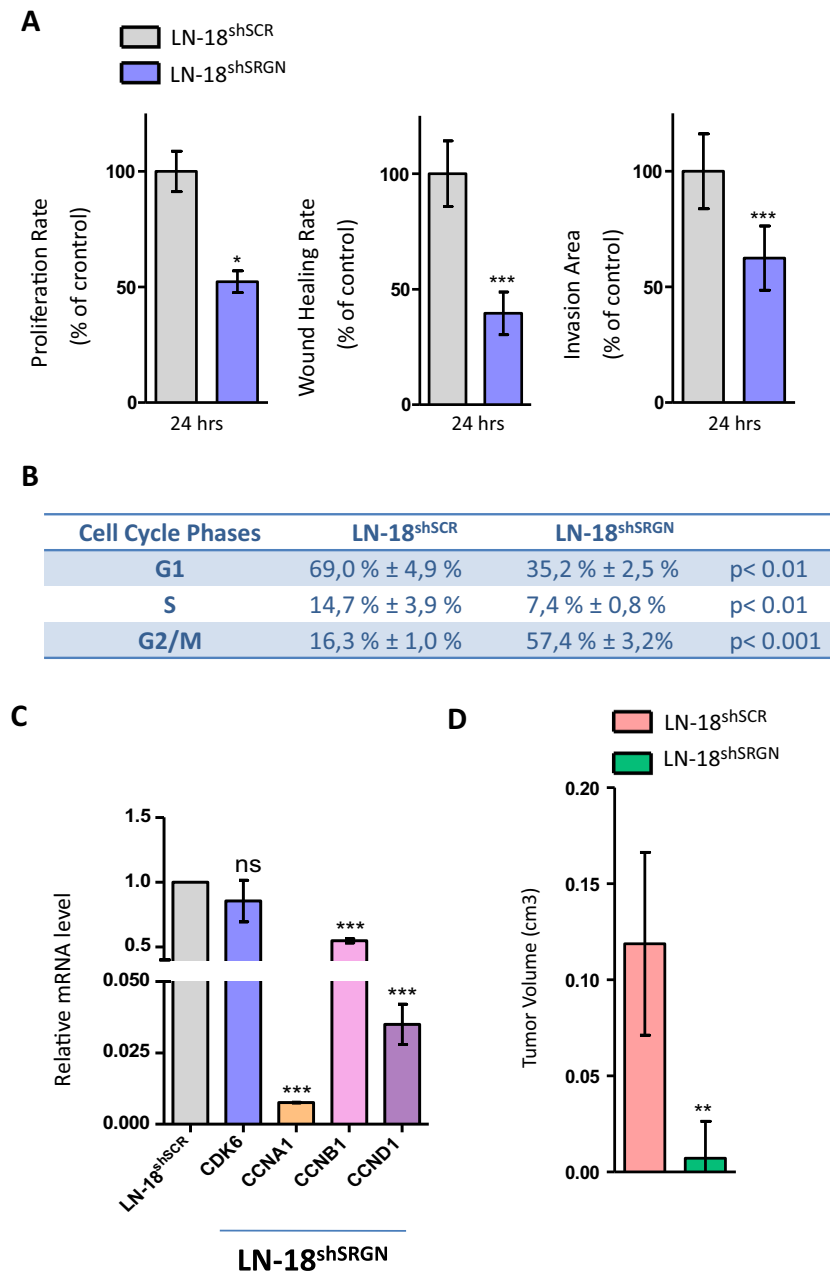 A
LN-18shSCR
LN-18shSRGN
Proliferation Rate
(% of crontrol)
100
50
0
*
24 hrs
Wound Healing Rate
(% of control)
100
50
0
***
24 hrs
Invasion Area
(% of control)
100
50
0
***
24 hrs
B
Cell Cycle Phases LN-18shSCR LN-18shSRGN
G1 69,0 % ± 4,9 % 35,2 % ± 2,5 % p< 0.01
S 14,7 % ± 3,9 % 7,4 % ± 0,8 % p< 0.01
G2/M 16,3 % ± 1,0 % 57,4 % ± 3,2% p< 0.001
C
Relative mRNA level
1.5
1.0
0.5
0.050
0.025
0.000
ns
***
***
***
LN-18shSCR
CDK6
CCNA1
CCNB1
CCND1
LN-18shSRGN
D
LN-18shSCR
LN-18shSRGN
Tumor Volume (cm3)
0.20
0.15
0.10
0.05
0.00
**